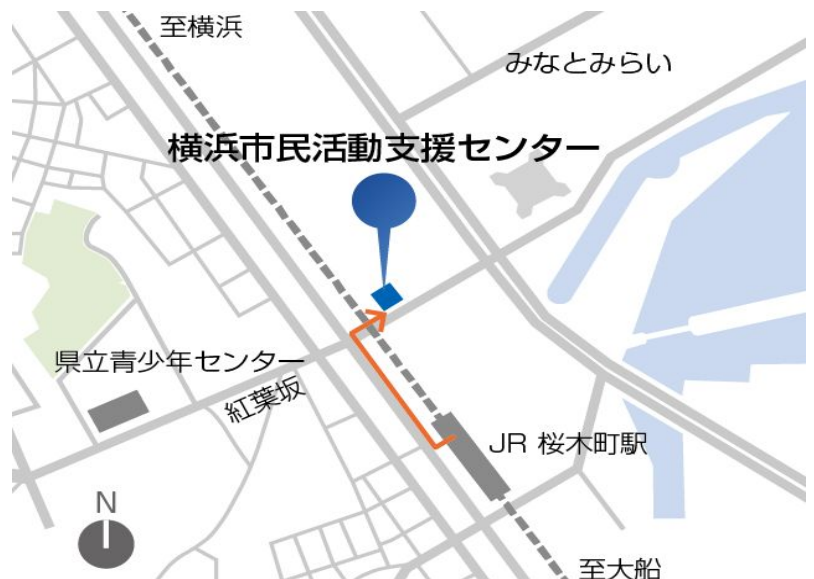 至横浜
みなとみらい
横浜市民活動支援センター
県立青少年センター
紅葉坂
JR 桜木町駅
N
至大船